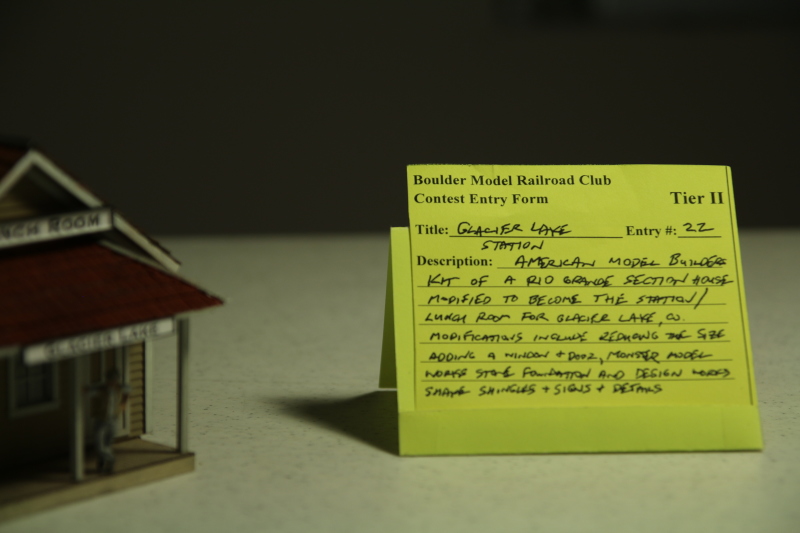 NCH ROOM
GLACIER LAKE
Boulder Model Railroad Club
Contest Entry Form Tier II
Title: GLACIER LAKE Entry #: 22
STATION
Description: AMERICAN MODEL BUILDERS
KIT OF A RIO GRANDE SECTION HOUSE
MODIFIED TO BECOME THE STATION/
LUNCH ROOM FOR GLACIER LAKE, CO.
MODIFICATIONS INCLUDE REDUCING THE SIZE
ADDING A WINDOW + DOOR, MONSTER MODEL
WORKS STONE FOUNDATION AND DESIGN WORKS
SHAKE SHINGLES + SIGNS + DETAILS